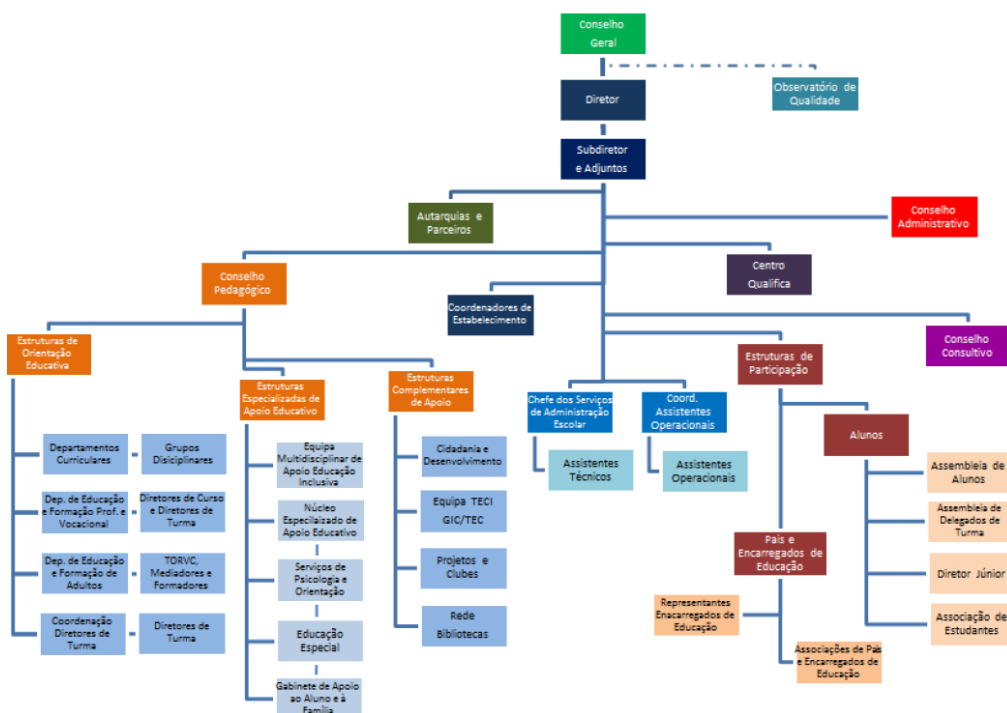 Conselho
Geral
Observatório de
Qualidade
Diretor
Subdiretor
e Adjuntos
Autarquias e
Parceiros
Conselho
Administrativo
Conselho
Pedagógico
Centro
Qualifica
Coordenadores de
Estabelecimento
Conselho
Consultivo
Estruturas de
Orientação
Educativa
Estruturas
Especializadas de
Apoio Educativo
Estruturas
Complementares
de Apoio
Chefe dos Serviços
de Administração
Escolar
Coord.
Assistentes
Operacionais
Estruturas de
Participação
Alunos
Departamentos
Curriculares
Grupos
Disiciplinares
Dep. de Educação
e Formação Prof. e
Vocacional
Diretores de Curso
e Diretores de
Turma
Dep. de Educação
e Formação de
Adultos
TORVC,
Mediadores e
Formadores
Coordenação
Diretores de
Turma
Diretores de
Turma
Equipa
Multidisciplinar de
Apoio Educação
Inclusiva
Núcleo
Especilaizado de
Apoio Educativo
Serviços de
Psicologia e
Orientação
Educação
Especial
Gabinete de Apoio
ao Aluno e à
Família
Cidadania e
Desenvolvimento
Equipa TECI
GIC/TEC
Projetos e
Clubes
Rede
Bibliotecas
Assistentes
Técnicos
Assistentes
Operacionais
Pais
e Encarregados de
Educação
Representantes
Enacarregados de
Educação
Associações de Pais
e Encarregados de
Educação
Assembleia de
Alunos
Assembleia de
Delegados de
Turma
Diretor Júnior
Associação de
Estudantes